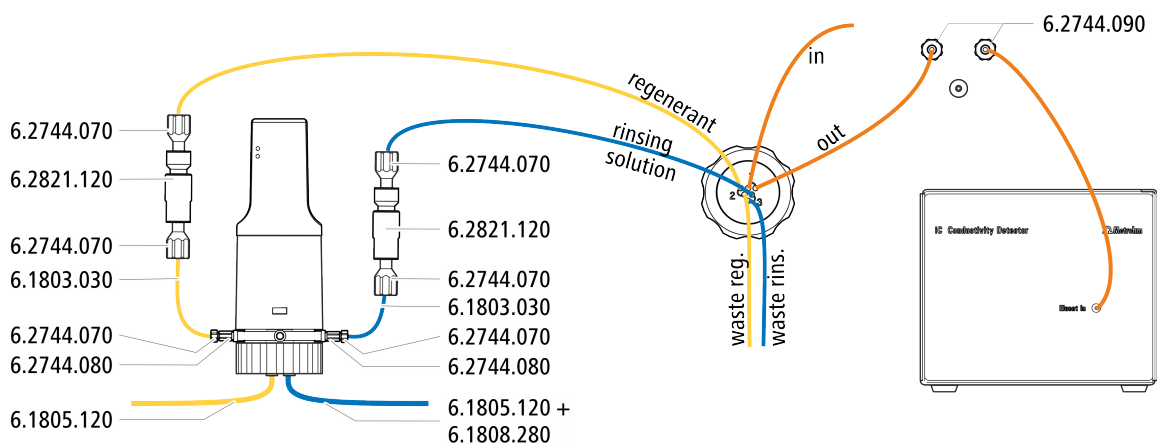 6.2744.070
6.2821.120
6.2744.070
6.1803.030
6.2744.070
6.2744.080
6.1805.120
6.2744.070
6.2821.120
6.2744.070
6.1803.030
6.2744.070
6.2744.080
6.1805.120 +
6.1808.280
regenerant
rinsing
solution
in
out
1
2
3
waste reg.
waste rins.
6.2744.090
IC Conductivity Detector
Metrohm
Eluent in